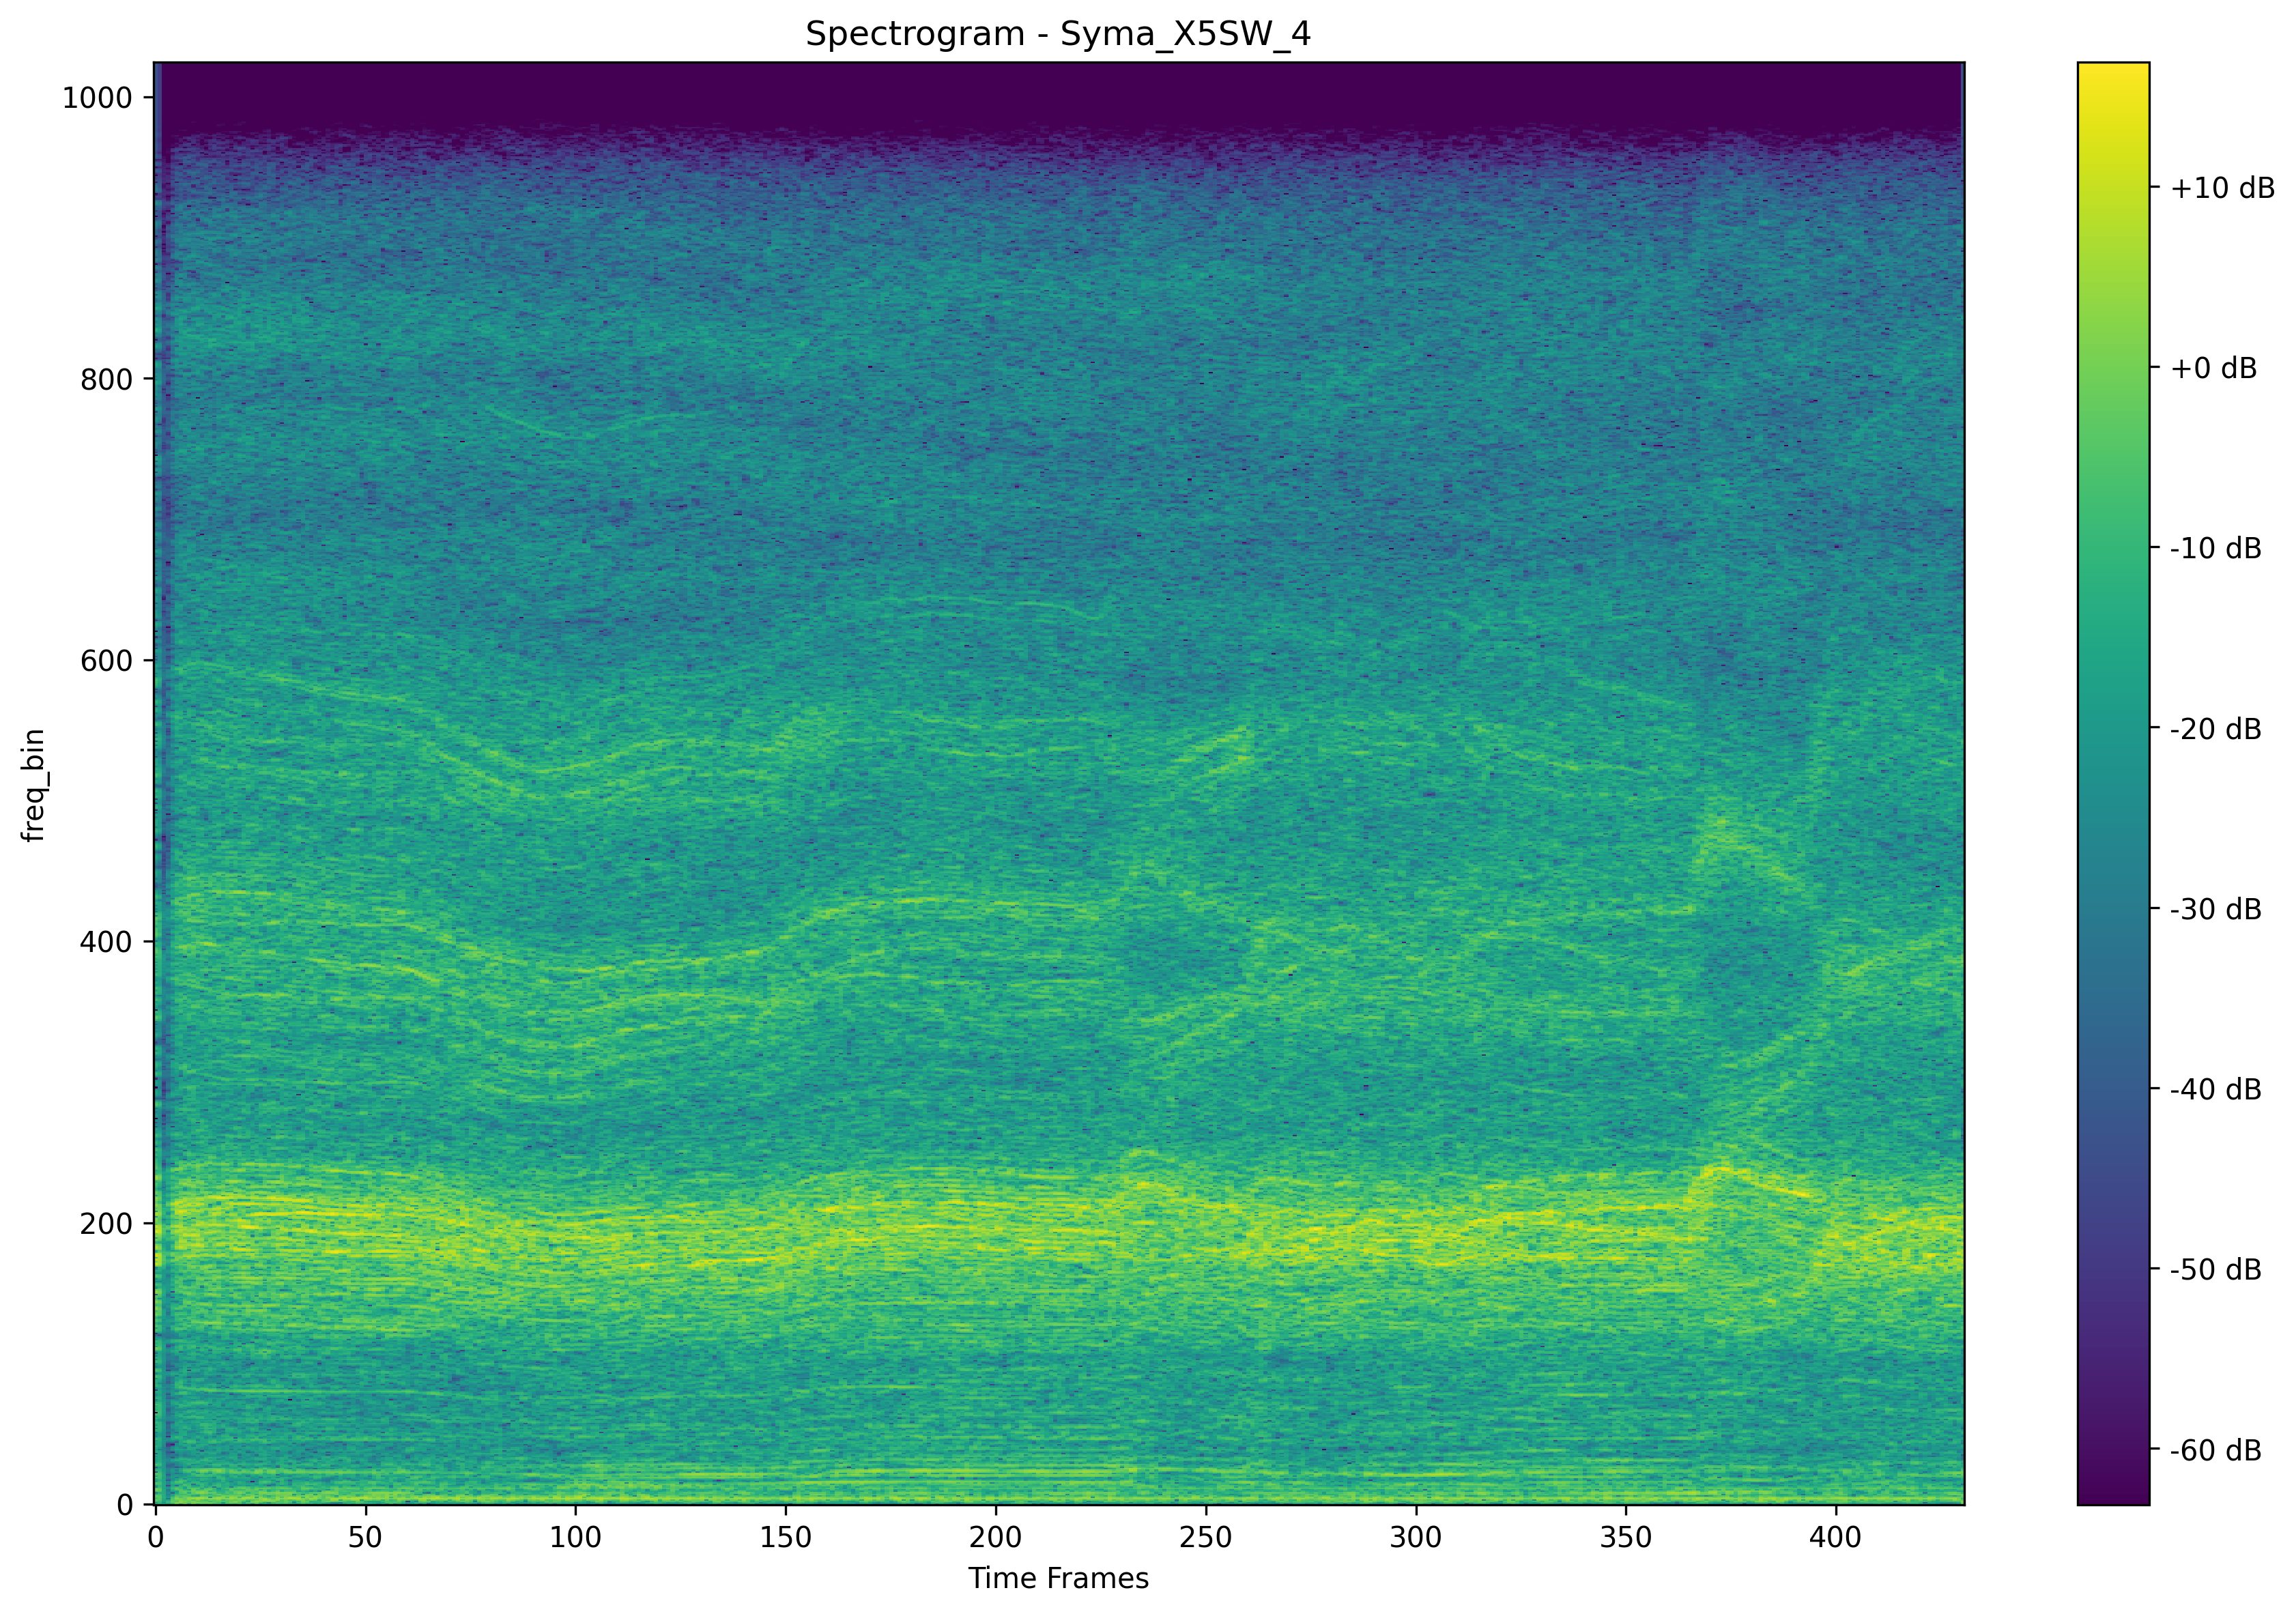 Spectrogram - Syma_X5SW_4
freq_bin
1000
800
600
400
200
0
0 50 100 150 200 250 300 350 400
Time Frames
+10 dB
+0 dB
-10 dB
-20 dB
-30 dB
-40 dB
-50 dB
-60 dB